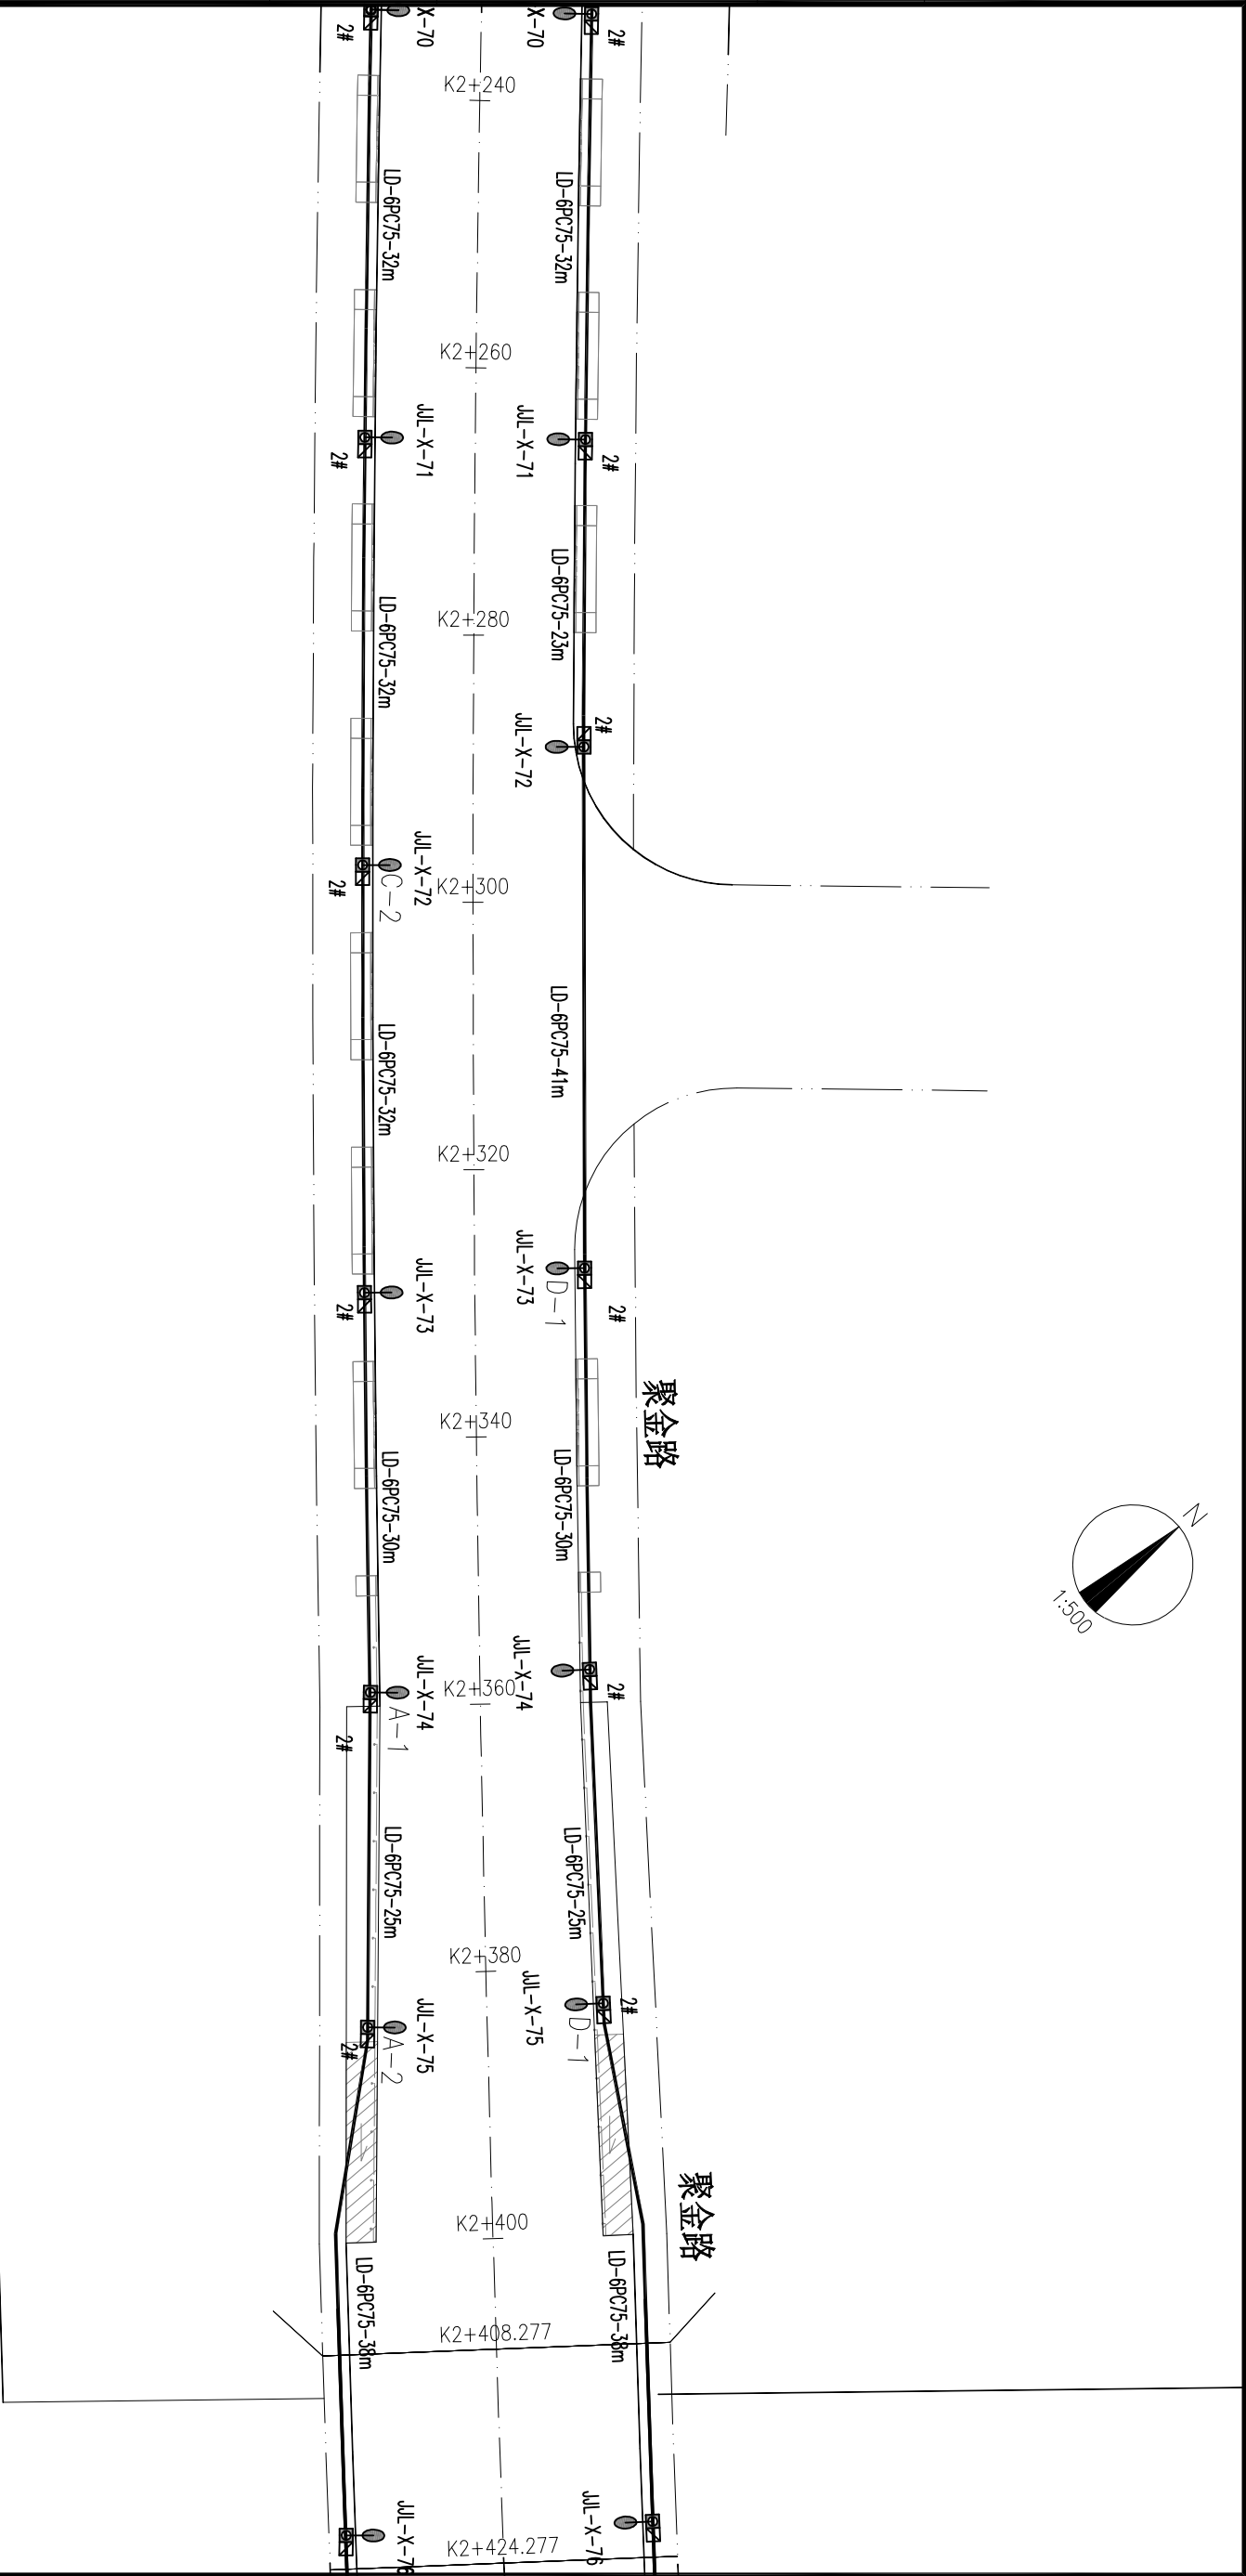 X-70
X-70
2#
2#
K2+240
LD-6PC75-32m
LD-6PC75-32m
K2+260
JJL-X-71
JJL-X-71
2#
2#
LD-6PC75-32m
K2+280
LD-6PC75-23m
2#
JJL-X-72
JJL-X-72
2#
C-2
K2+300
LD-6PC75-32m
LD-6PC75-41m
K2+320
JJL-X-73
JJL-X-73
2#
D-1
2#
聚金路
K2+340
LD-6PC75-30m
LD-6PC75-30m
N
1:500
JJL-X-74
JJL-X-74
K2+360
2#
A-1
2#
LD-6PC75-25m
LD-6PC75-25m
K2+380
JJL-X-75
JJL-X-75
2#
2#
A-2
D-1
聚金路
K2+400
LD-6PC75-38m
LD-6PC75-38m
K2+408.277
JJL-X-76
JJL-X-76
K2+424.277